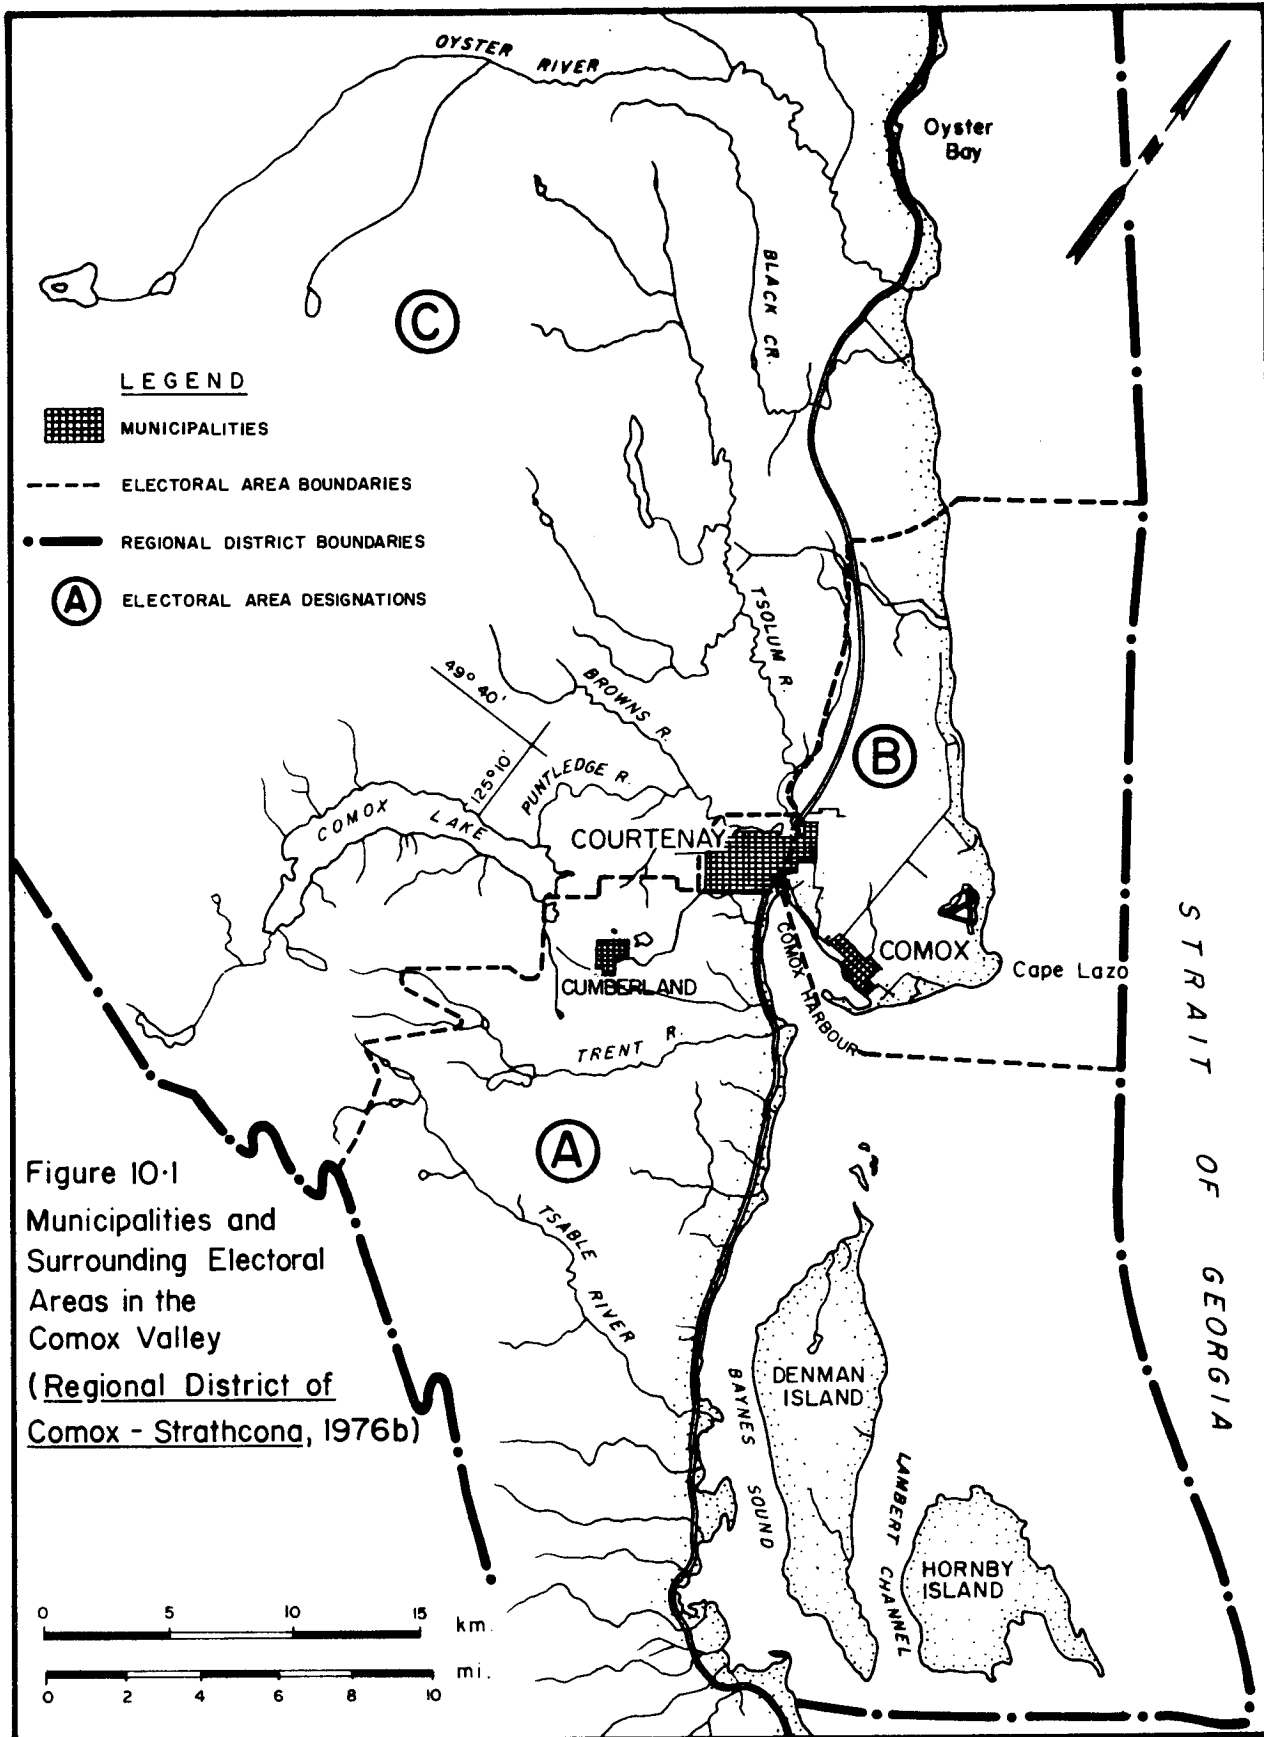 OYSTER RIVER
Oyster
Bay
BLACK CR.
C
LEGEND
MUNICIPALITIES
ELECTORAL AREA BOUNDARIES
REGIONAL DISTRICT BOUNDARIES
A ELECTORAL AREA DESIGNATIONS
TSOLUM R.
49° 40'
125° 10'
BROWNS R.
PUNTLEDGE R.
COMOX LAKE
B
COURTENAY
COMOX
Cape Lazo
CUMBERLAND
COMOX HARBOUR
TRENT R.
STRAIT OF GEORGIA
A
TSABLE RIVER
Figure 10·1
Municipalities and
Surrounding Electoral
Areas in the
Comox Valley
(Regional District of
Comox - Strathcona, 1976b)
DENMAN
ISLAND
BAYNES SOUND
LAMBERT CHANNEL
HORNBY
ISLAND
0 5 10 15 km.
mi.
0 2 4 6 8 10